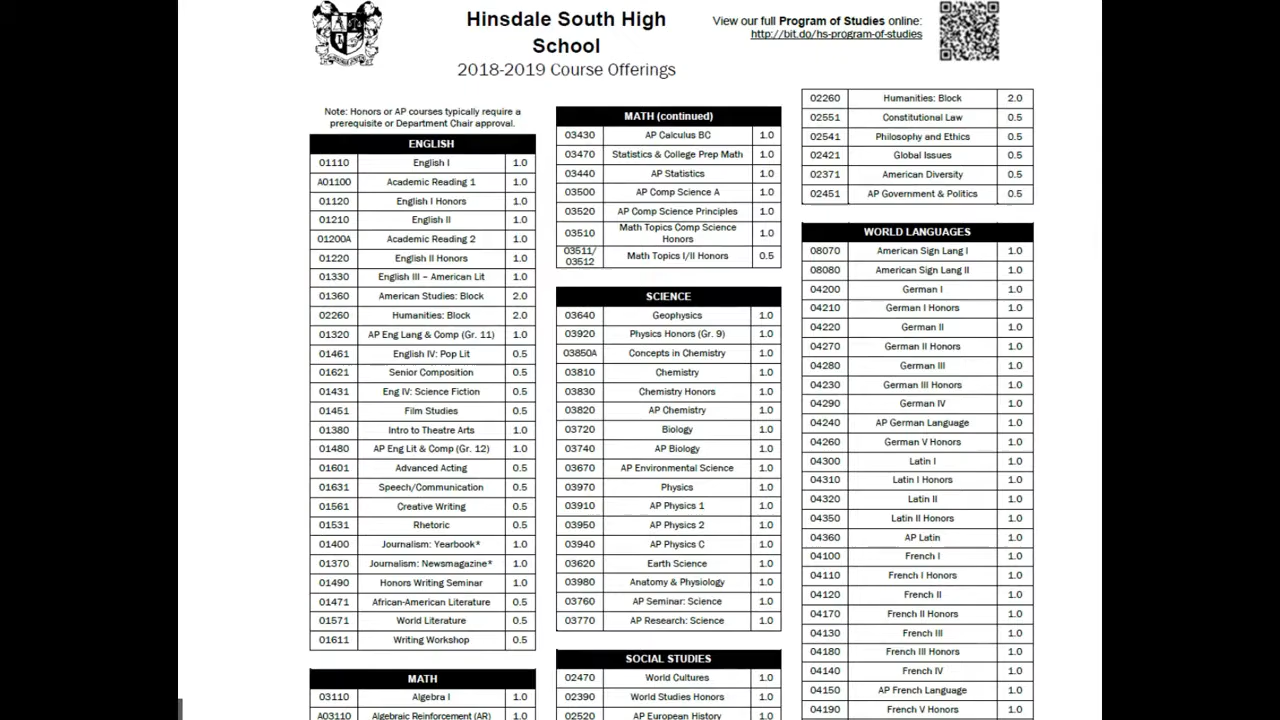 Hinsdale South High
School
2018-2019 Course Offerings
View our full Program of Studies online:
http://bit.do/hs-program-of-studies
Note: Honors or AP courses typically require a
prerequisite or Department Chair approval.
ENGLISH
01110 English I 1.0
A01100 Academic Reading 1 1.0
01120 English I Honors 1.0
01210 English II 1.0
01200A Academic Reading 2 1.0
01220 English II Honors 1.0
01330 English III – American Lit 1.0
01360 American Studies: Block 2.0
02260 Humanities: Block 2.0
01320 AP Eng Lang & Comp (Gr. 11) 1.0
01461 English IV: Pop Lit 0.5
01621 Senior Composition 0.5
01431 Eng IV: Science Fiction 0.5
01451 Film Studies 0.5
01380 Intro to Theatre Arts 1.0
01480 AP Eng Lit & Comp (Gr. 12) 1.0
01601 Advanced Acting 0.5
01631 Speech/Communication 0.5
01561 Creative Writing 0.5
01531 Rhetoric 0.5
01400 Journalism: Yearbook* 1.0
01370 Journalism: Newsmagazine* 1.0
01490 Honors Writing Seminar 1.0
01471 African-American Literature 0.5
01571 World Literature 0.5
01611 Writing Workshop 0.5
MATH
03110 Algebra I 1.0
A03110 Algebraic Reinforcement (AR) 1.0
MATH (continued)
03430 AP Calculus BC 1.0
03470 Statistics & College Prep Math 1.0
03440 AP Statistics 1.0
03500 AP Comp Science A 1.0
03520 AP Comp Science Principles 1.0
03510 Math Topics Comp Science 1.0
Honors
03511/
03512 Math Topics I/II Honors 0.5
SCIENCE
03640 Geophysics 1.0
03920 Physics Honors (Gr. 9) 1.0
03850A Concepts in Chemistry 1.0
03810 Chemistry 1.0
03830 Chemistry Honors 1.0
03820 AP Chemistry 1.0
03720 Biology 1.0
03740 AP Biology 1.0
03670 AP Environmental Science 1.0
03970 Physics 1.0
03910 AP Physics 1 1.0
03950 AP Physics 2 1.0
03940 AP Physics C 1.0
03620 Earth Science 1.0
03980 Anatomy & Physiology 1.0
03760 AP Seminar: Science 1.0
03770 AP Research: Science 1.0
SOCIAL STUDIES
02470 World Cultures 1.0
02390 World Studies Honors 1.0
02520 AP European History 1.0
02260 Humanities: Block 2.0
02551 Constitutional Law 0.5
02541 Philosophy and Ethics 0.5
02421 Global Issues 0.5
02371 American Diversity 0.5
02451 AP Government & Politics 0.5
WORLD LANGUAGES
08070 American Sign Lang I 1.0
08080 American Sign Lang II 1.0
04200 German I 1.0
04210 German I Honors 1.0
04220 German II 1.0
04270 German II Honors 1.0
04280 German III 1.0
04230 German III Honors 1.0
04290 German IV 1.0
04240 AP German Language 1.0
04260 German V Honors 1.0
04300 Latin I 1.0
04310 Latin I Honors 1.0
04320 Latin II 1.0
04350 Latin II Honors 1.0
04360 AP Latin 1.0
04100 French I 1.0
04110 French I Honors 1.0
04120 French II 1.0
04170 French II Honors 1.0
04130 French III 1.0
04180 French III Honors 1.0
04140 French IV 1.0
04150 AP French Language 1.0
04190 French V Honors 1.0